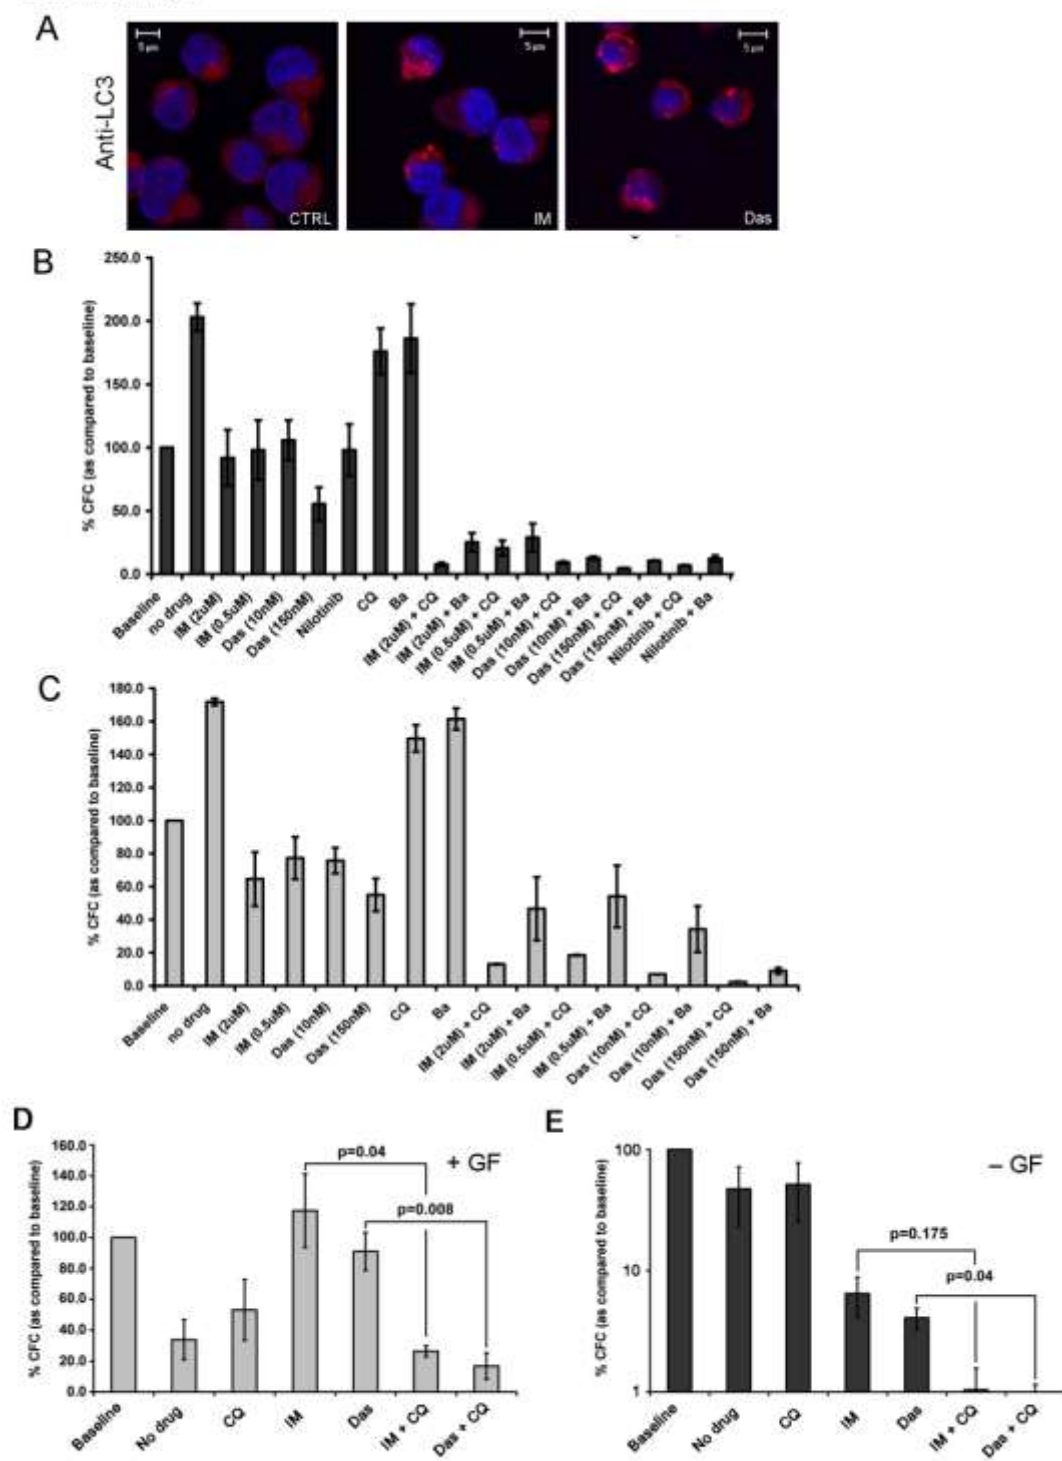 A
Anti-LC3
5 µm
CTRL
5 µm
IM
5 µm
Das
B
% CFC (as compared to baseline)
250.0
200.0
150.0
100.0
50.0
0.0
Baseline
no drug
IM (2uM)
IM (0.5uM)
Das (10nM)
Das (150nM)
Nilotinib
CQ
Ba
IM (2uM) + CQ
IM (2uM) + Ba
IM (0.5uM) + CQ
IM (0.5uM) + Ba
Das (10nM) + CQ
Das (10nM) + Ba
Das (150nM) + CQ
Das (150nM) + Ba
Nilotinib + CQ
Nilotinib + Ba
C
% CFC (as compared to baseline)
180.0
160.0
140.0
120.0
100.0
80.0
60.0
40.0
20.0
0.0
Baseline
no drug
IM (2uM)
IM (0.5uM)
Das (10nM)
Das (150nM)
CQ
Ba
IM (2uM) + CQ
IM (2uM) + Ba
IM (0.5uM) + CQ
IM (0.5uM) + Ba
Das (10nM) + CQ
Das (10nM) + Ba
Das (150nM) + CQ
Das (150nM) + Ba
D
% CFC (as compared to baseline)
160.0
140.0
120.0
100.0
80.0
60.0
40.0
20.0
0.0
p=0.04
+ GF
p=0.008
Baseline
No drug
CQ
IM
Das
IM + CQ
Das + CQ
E
% CFC (as compared to baseline)
100
10
1
– GF
p=0.175
p=0.04
Baseline
No drug
CQ
IM
Das
IM + CQ
Das + CQ